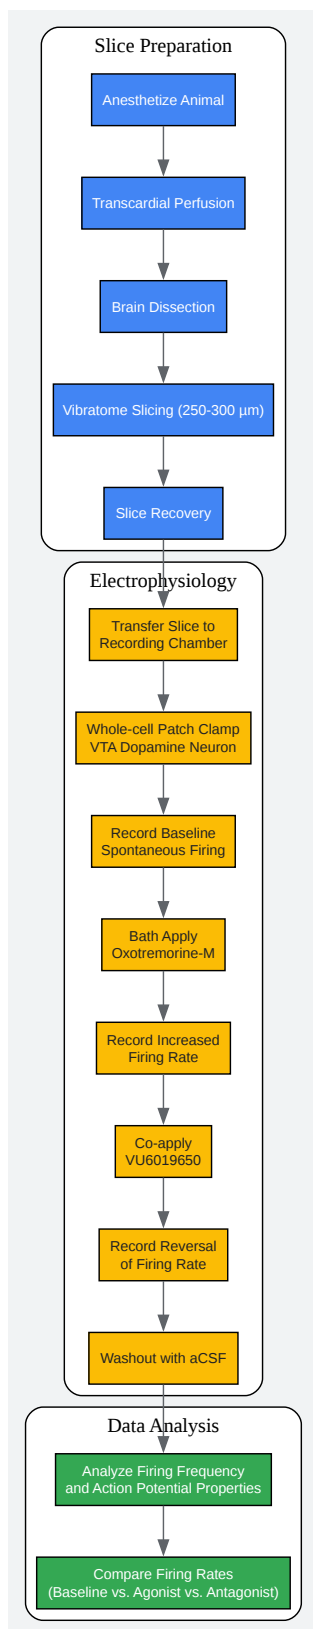 Slice Preparation
Anesthetize Animal
Transcardial Perfusion
Brain Dissection
Vibratome Slicing (250-300 µm)
Slice Recovery
Electrophysiology
Transfer Slice to
Recording Chamber
Whole-cell Patch Clamp
VTA Dopamine Neuron
Record Baseline
Spontaneous Firing
Bath Apply
Oxotremorine-M
Record Increased
Firing Rate
Co-apply
VU6019650
Record Reversal
of Firing Rate
Washout with aCSF
Data Analysis
Analyze Firing Frequency
and Action Potential Properties
Compare Firing Rates
(Baseline vs. Agonist vs. Antagonist)